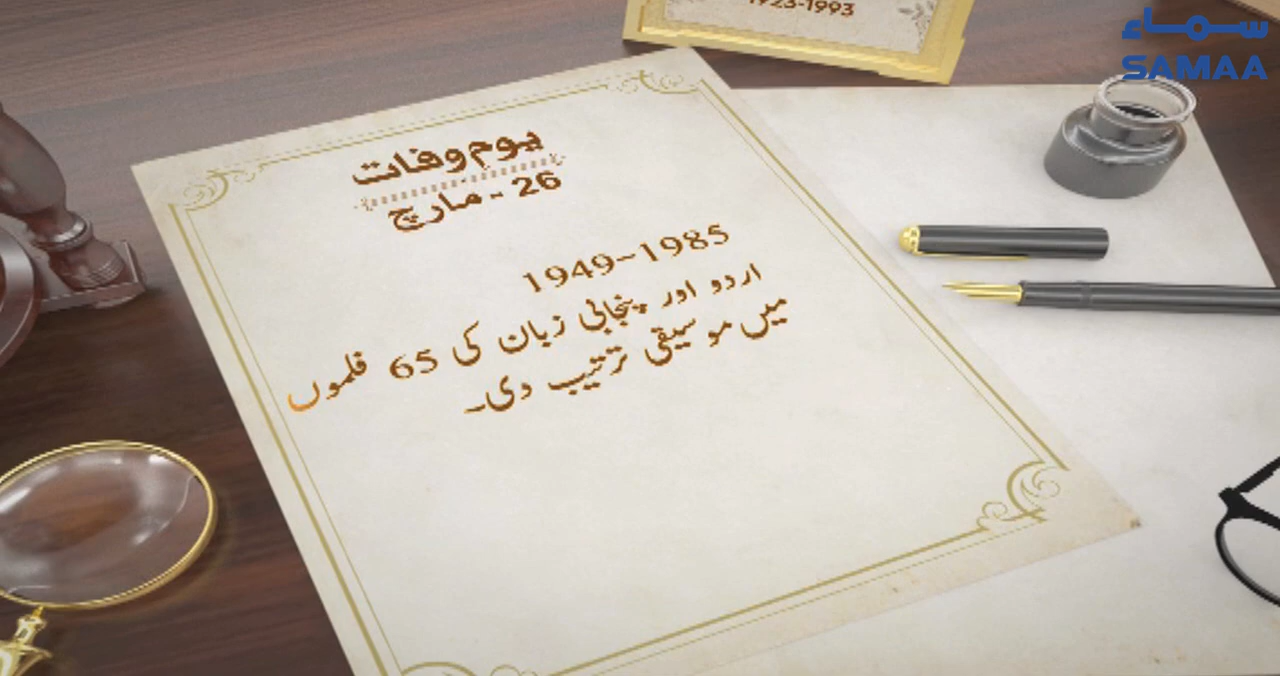 1923-1993
سماء
SAMAA
یوم وفات
26 - مارچ
1949-1985
اردو اور پنجابی زبان کی 65 فلموں
میں موسیقی ترتیب دی۔